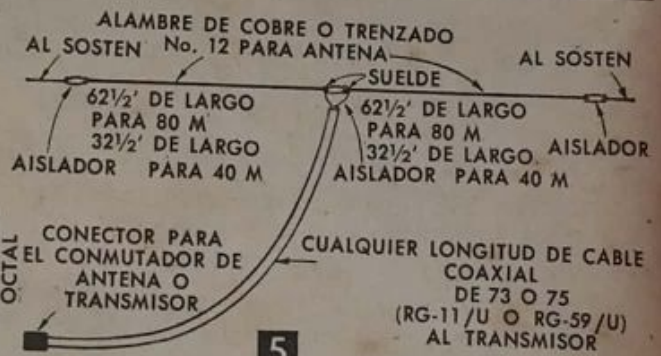 ALAMBRE DE COBRE O TRENZADO
No. 12 PARA ANTENA
AL SOSTEN
AL SOSTEN
SUELDE
62½' DE LARGO
PARA 80 M
32½' DE LARGO
PARA 40 M
AISLADOR
62½' DE LARGO
PARA 80 M
32½' DE LARGO
PARA 40 M
AISLADOR
AISLADOR
OCTAL
CONECTOR PARA
EL CONMUTADOR DE
ANTENA O
TRANSMISOR
CUALQUIER LONGITUD DE CABLE
COAXIAL
DE 73 O 75
(RG-11/U O RG-59/U)
AL TRANSMISOR
5